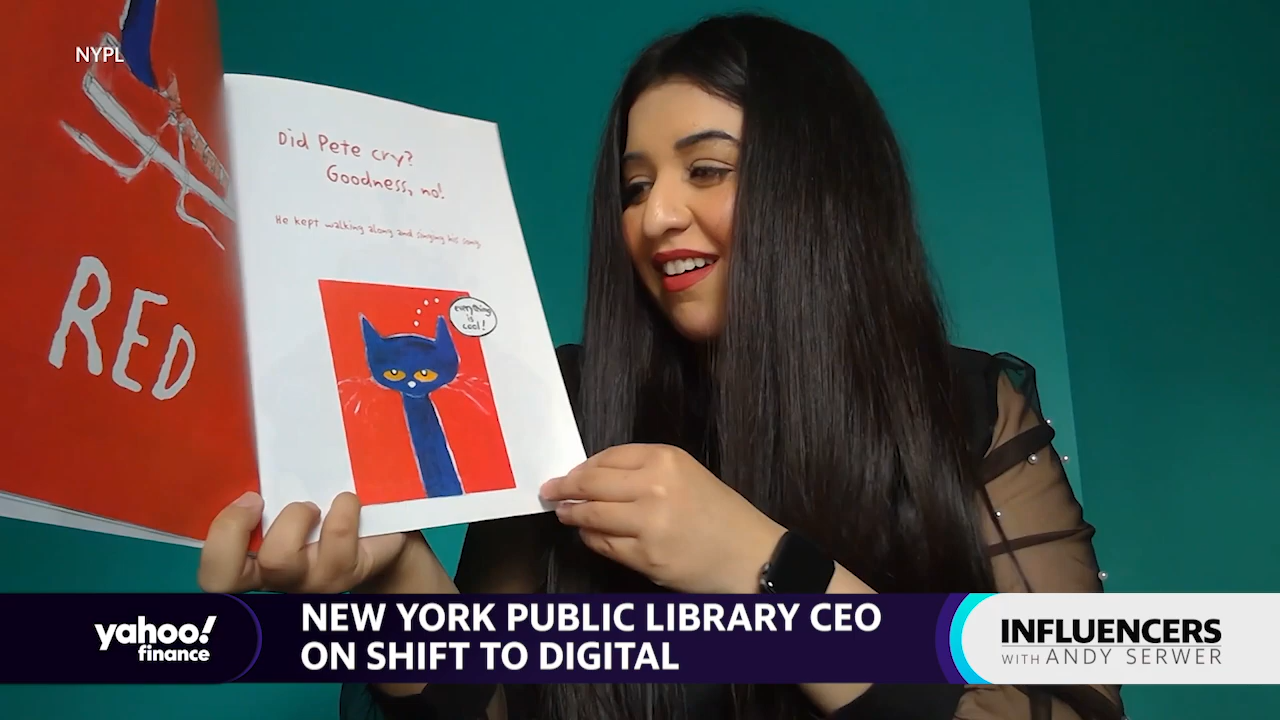 NYPL
RED
Did Pete cry?
Goodness, no!
He kept walking along and singing his song.
everything
is
cool!
yahoo!
finance
NEW YORK PUBLIC LIBRARY CEO
ON SHIFT TO DIGITAL
INFLUENCERS
WITH ANDY SERWER